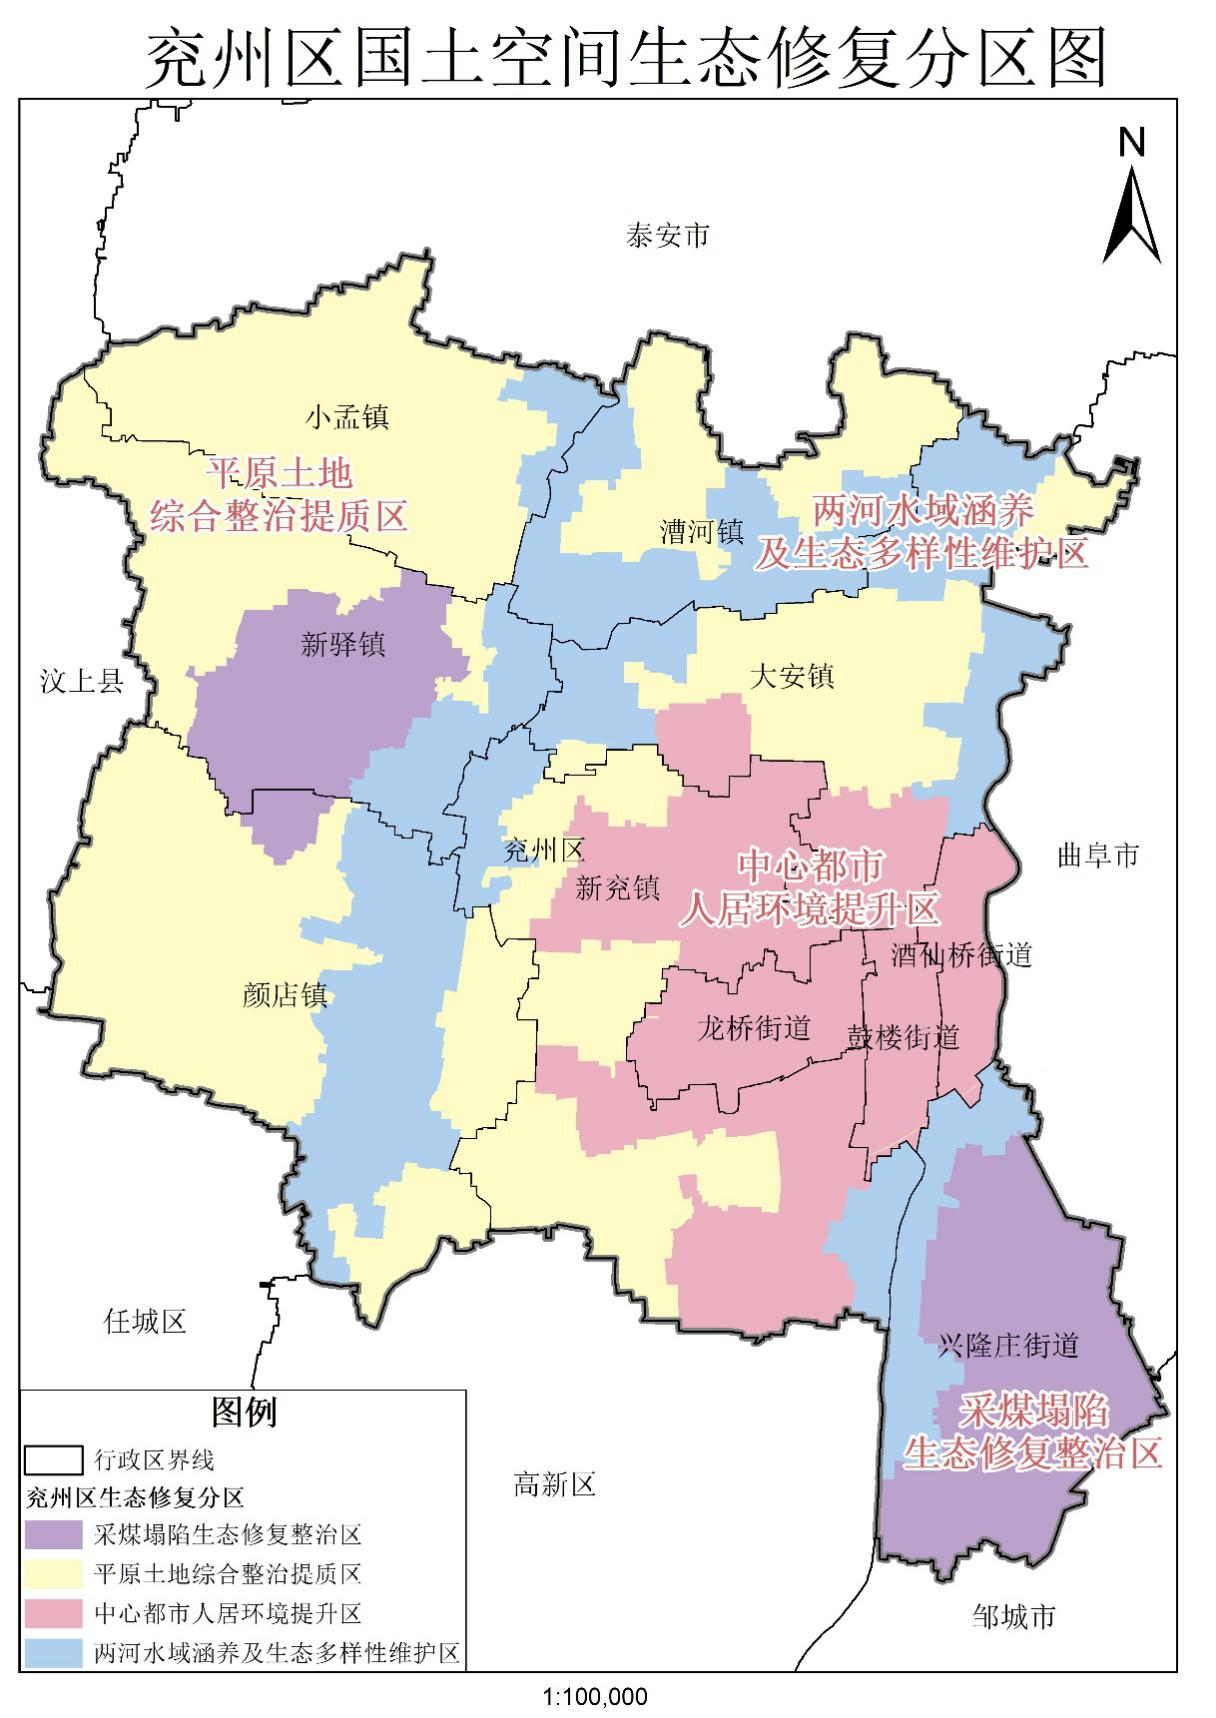 兖州区国土空间生态修复分区图
N
泰安市
小孟镇
平原土地
综合整治提质区
两河水域涵养
及生态多样性维护区
漕河镇
新驿镇
大安镇
汶上县
兖州区
新兖镇
中心都市
人居环境提升区
曲阜市
酒仙桥街道
颜店镇
龙桥街道
鼓楼街道
任城区
兴隆庄街道
采煤塌陷
生态修复整治区
高新区
邹城市
图例
行政区界线
兖州区生态修复分区
采煤塌陷生态修复整治区
平原土地综合整治提质区
中心都市人居环境提升区
两河水域涵养及生态多样性维护区
1:100,000